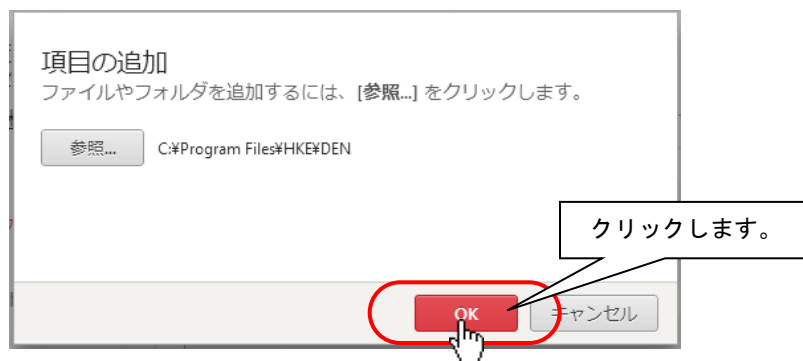 項目の追加
ファイルやフォルダを追加するには、[参照...] をクリックします。
参照... C:¥Program Files¥HKE¥DEN
クリックします。
OK キャンセル